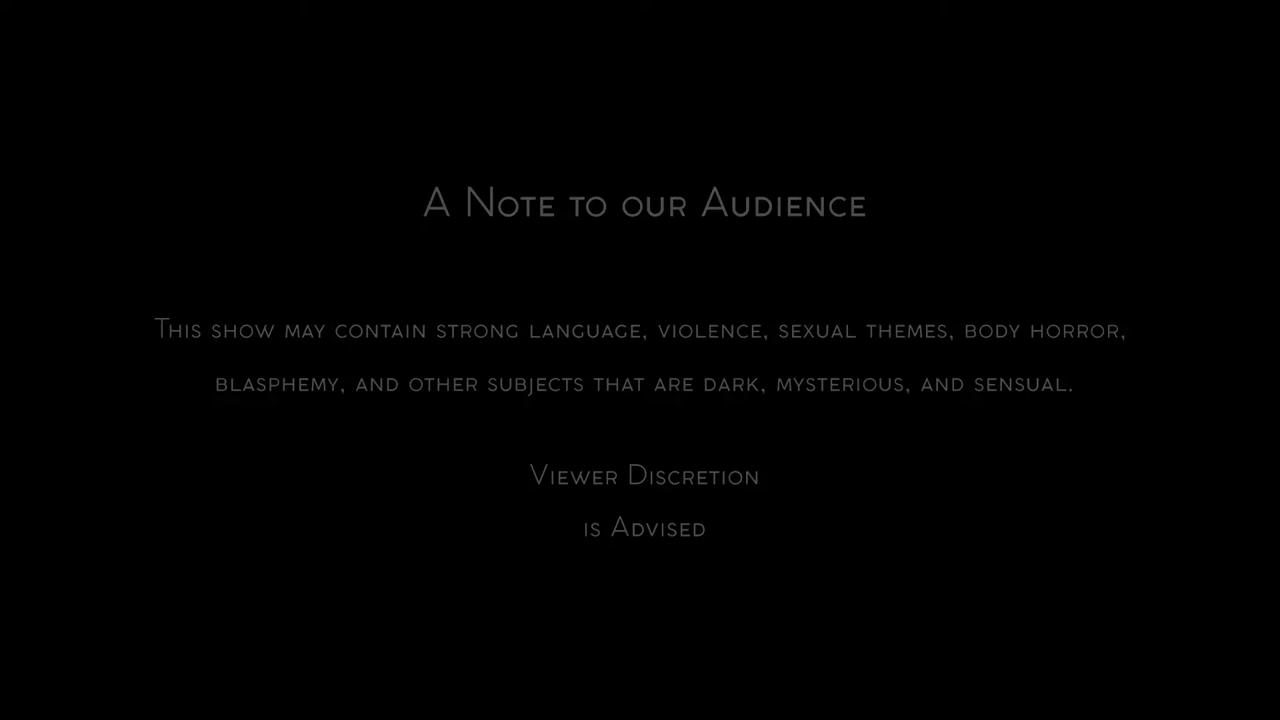 A Note to our Audience
This show may contain strong language, violence, sexual themes, body horror,
blasphemy, and other subjects that are dark, mysterious, and sensual.
Viewer Discretion
is Advised